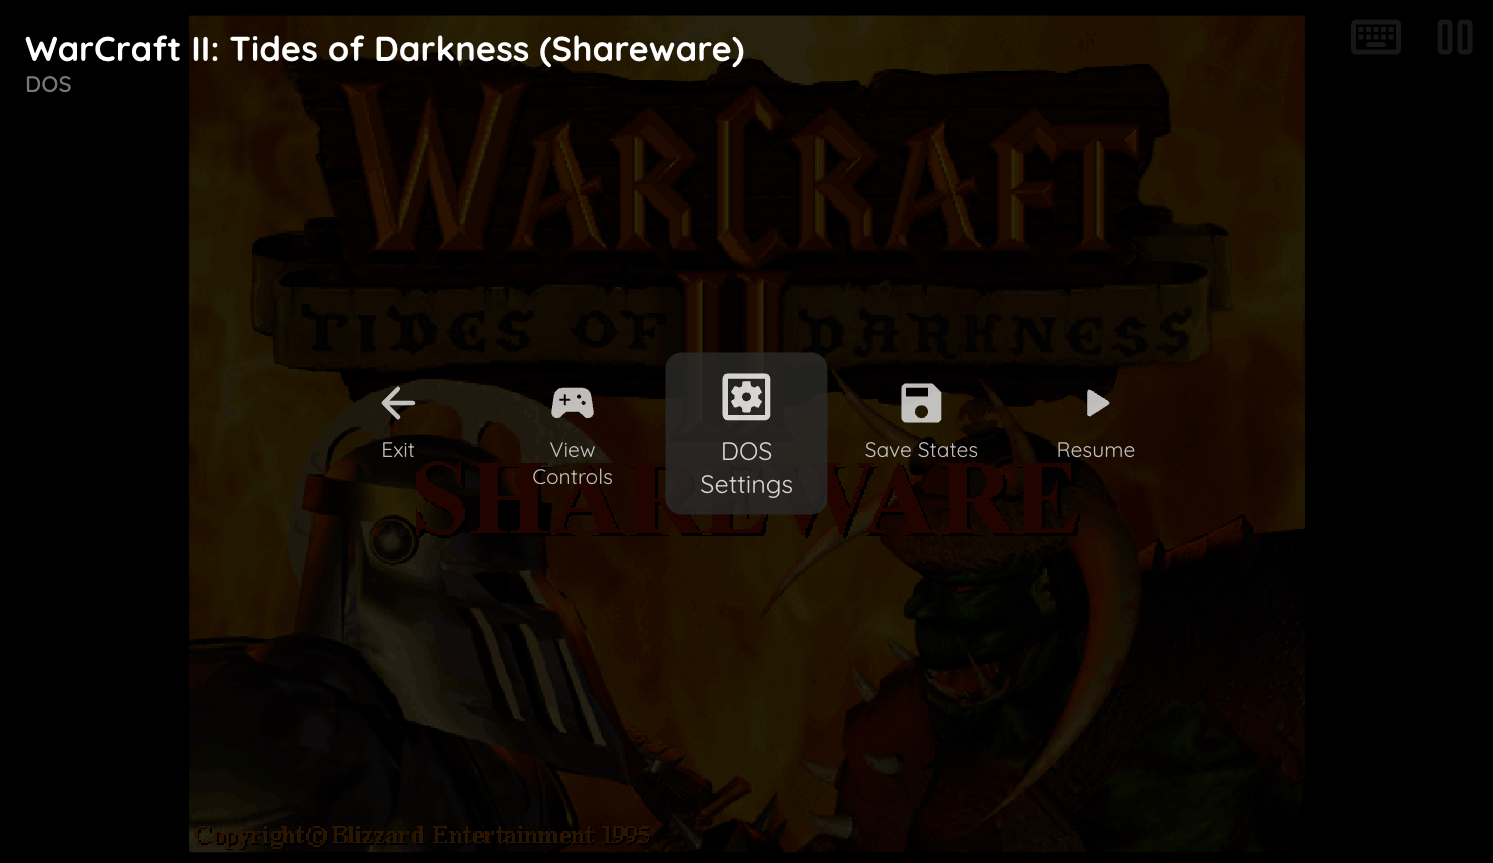 WarCraft II: Tides of Darkness (Shareware)
DOS
WARCRAFT
II
TIDES OF DARKNESS
Exit
View
Controls
DOS
Settings
Save States
Resume
SHAREWARE
Copyright© Blizzard Entertainment 1995